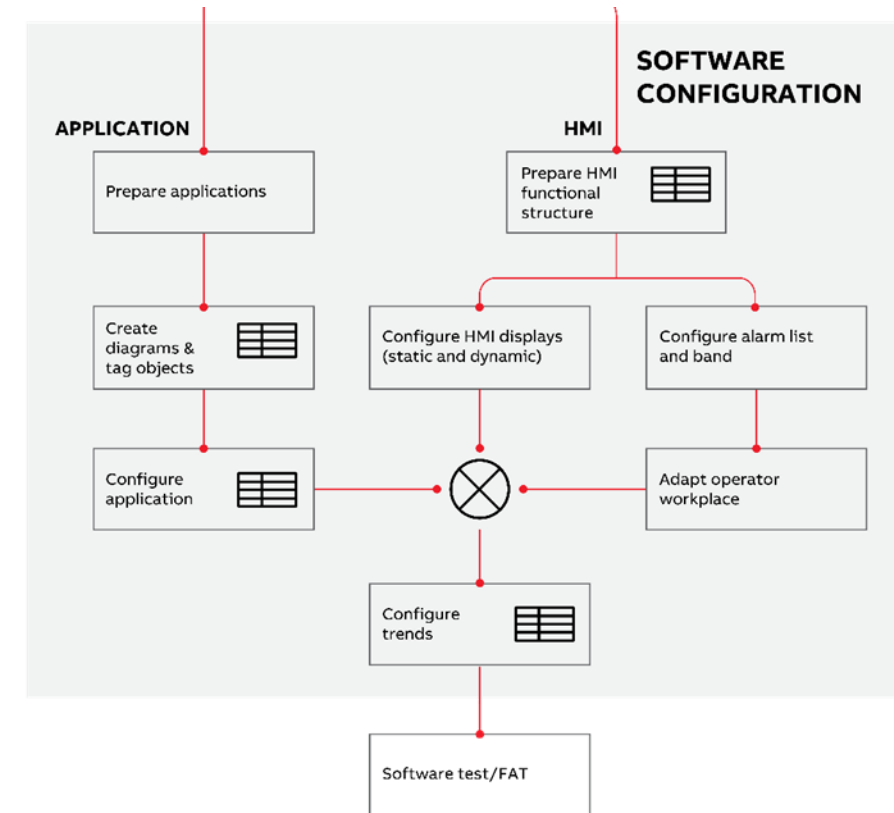 SOFTWARE
CONFIGURATION
APPLICATION
HMI
Prepare applications
Prepare HMI
functional
structure
Create
diagrams &
tag objects
Configure HMI displays
(static and dynamic)
Configure alarm list
and band
Configure
application
Adapt operator
workplace
Configure
trends
Software test/FAT